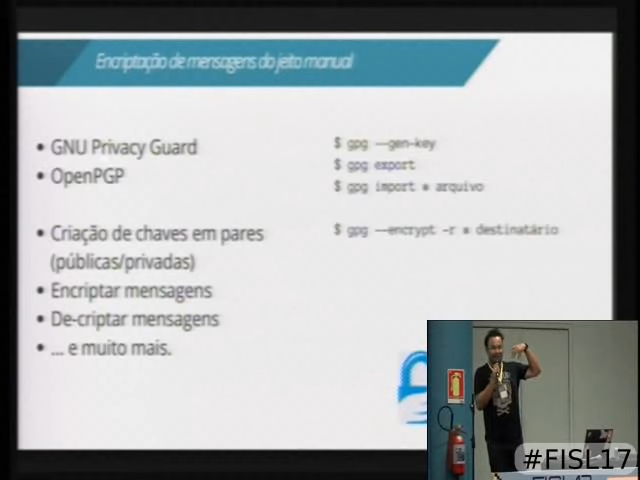 Encriptação de mensagens do jeito manual
• GNU Privacy Guard
• OpenPGP
• Criação de chaves em pares
(públicas/privadas)
• Encriptar mensagens
• De-criptar mensagens
• ... e muito mais.
$ gpg --gen-key
$ gpg export
$ gpg import * arquivo
$ gpg --encrypt -r * destinatário
#FISL17
FISL17